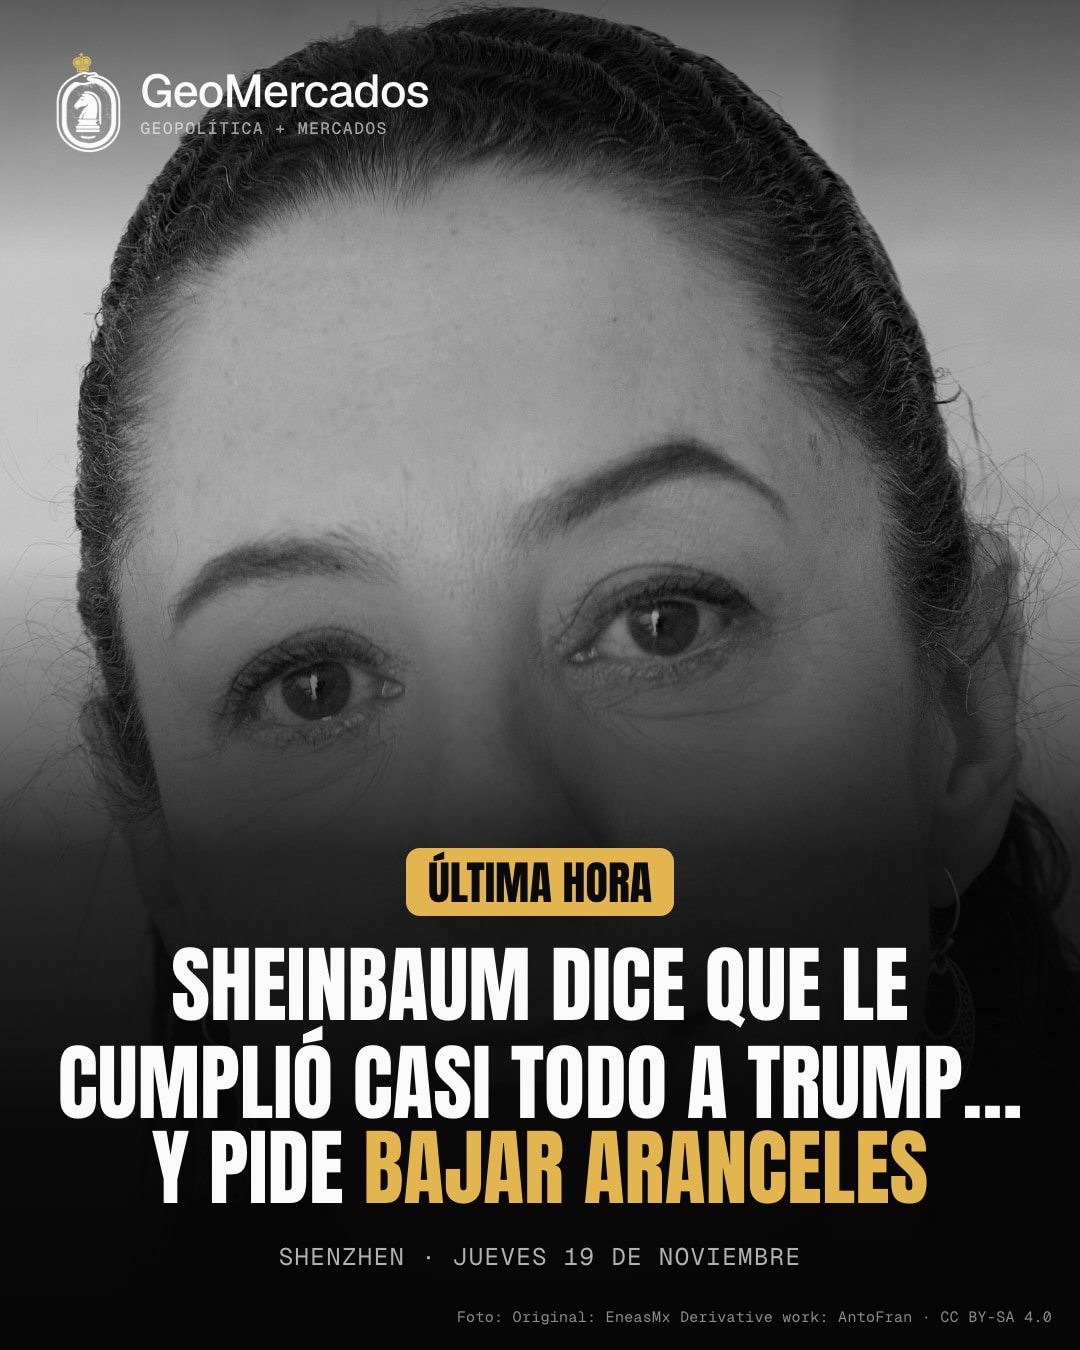 GeoMercados
GEOPOLÍTICA + MERCADOS
ÚLTIMA HORA
SHEINBAUM DICE QUE LE
CUMPLIÓ CASI TODO A TRUMP...
Y PIDE BAJAR ARANCELES
SHENZHEN · JUEVES 19 DE NOVIEMBRE
Foto: Original: EneasMx Derivative work: AntoFran · CC BY-SA 4.0